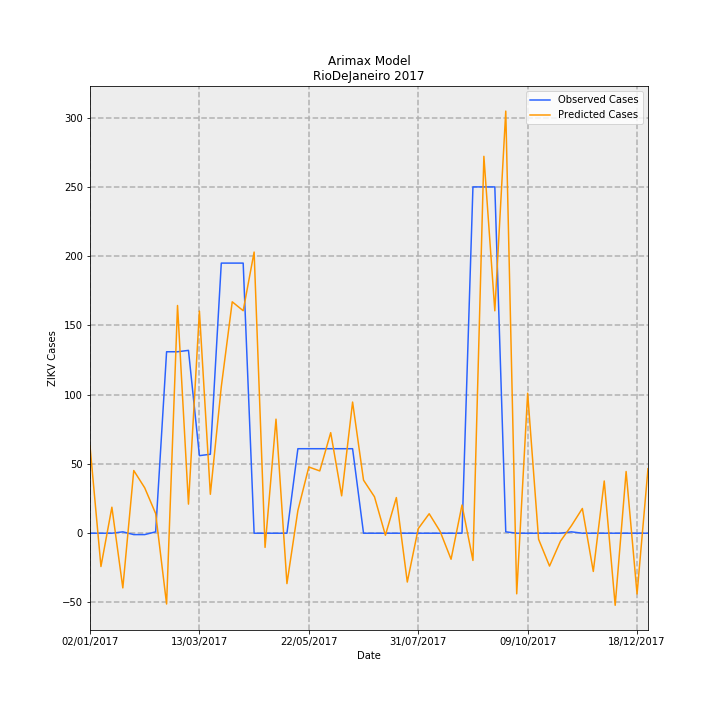 Arimax Model
RioDeJaneiro 2017
Observed Cases
Predicted Cases
300
250
200
150
100
50
0
−50
ZIKV Cases
02/01/2017
13/03/2017
22/05/2017
31/07/2017
09/10/2017
18/12/2017
Date